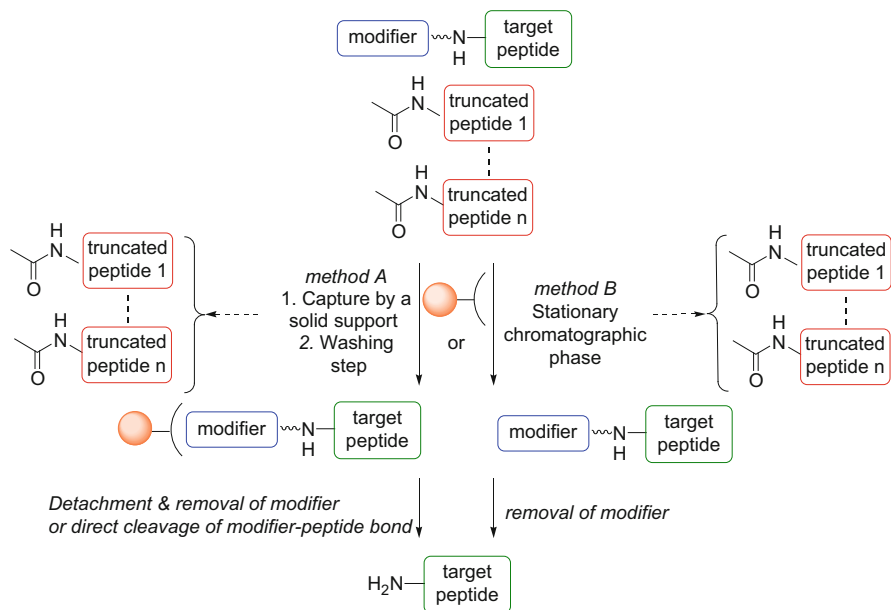 modifier
N
H
target
peptide
H
N
O
truncated
peptide 1
H
N
O
truncated
peptide n
H
N
O
truncated
peptide 1
H
N
O
truncated
peptide n
method A
1. Capture by a
solid support
2. Washing
step
or
method B
Stationary
chromatographic
phase
H
N
O
truncated
peptide 1
H
N
O
truncated
peptide n
modifier
N
H
target
peptide
modifier
N
H
target
peptide
Detachment & removal of modifier
or direct cleavage of modifier-peptide bond
removal of modifier
H2N
target
peptide